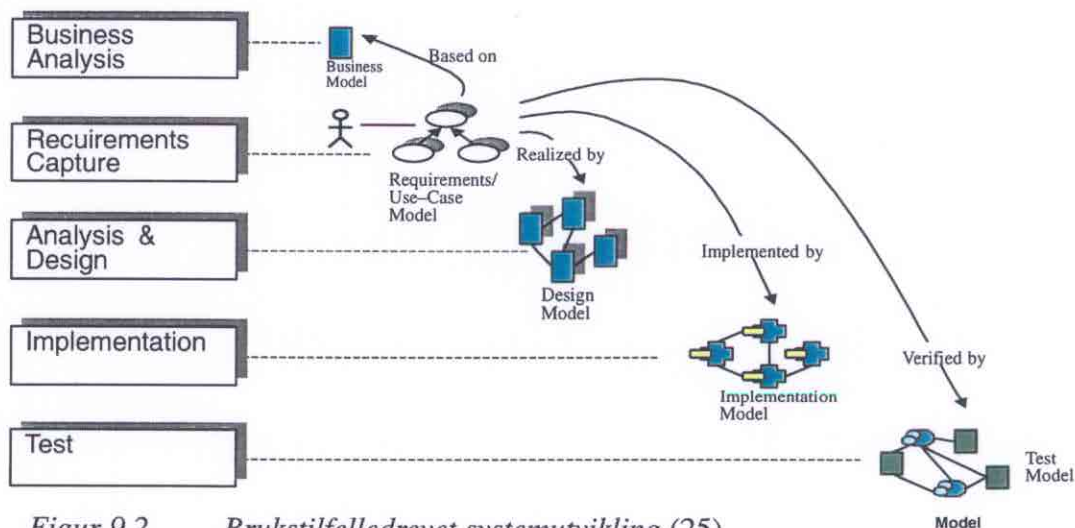 Business
Analysis
Based on
Business
Model
Recuirements
Capture
Realized by
Requirements/
Use–Case
Model
Analysis &
Design
Implemented by
Design
Model
Implementation
Verified by
Implementation
Model
Test
Test
Model
Model
Figur 9.2 Brukstilfelledrevet systemutvikling (25)